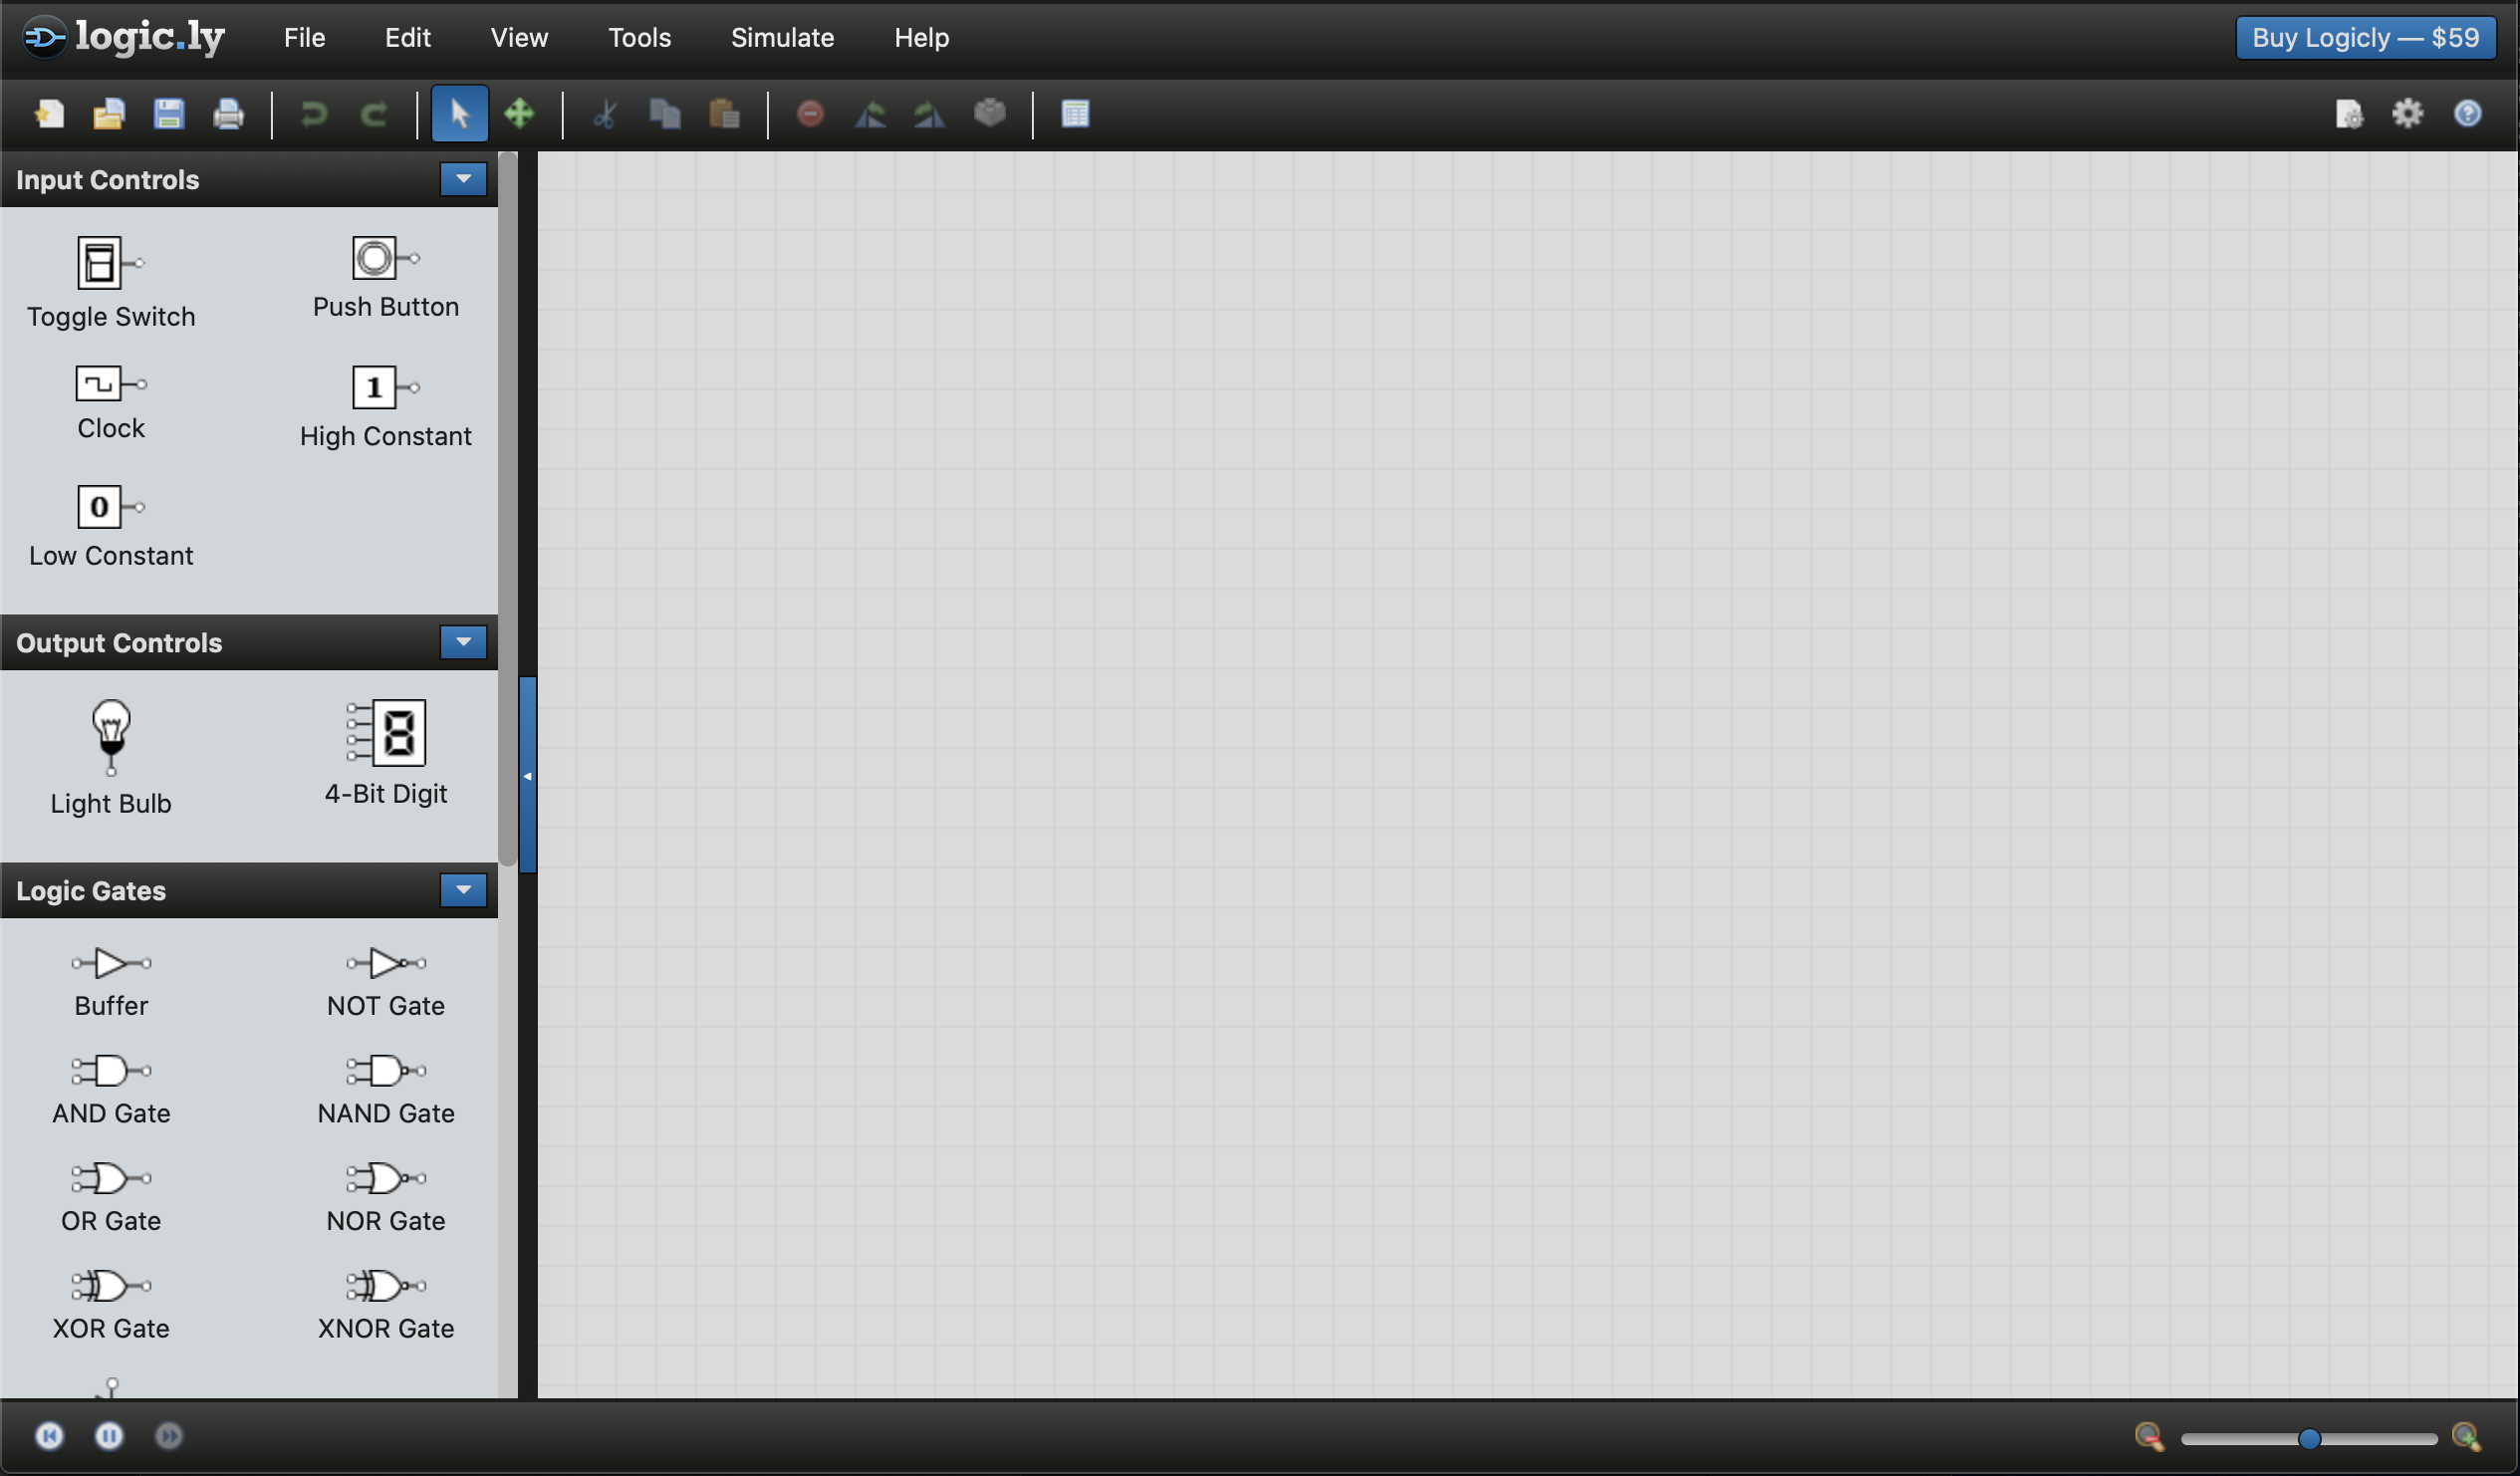 logic.ly File Edit View Tools Simulate Help Buy Logicly — $59
Input Controls
Toggle Switch Push Button
Clock High Constant
1
0
Low Constant
Output Controls
8
Light Bulb 4-Bit Digit
Logic Gates
Buffer NOT Gate
AND Gate NAND Gate
OR Gate NOR Gate
XOR Gate XNOR Gate